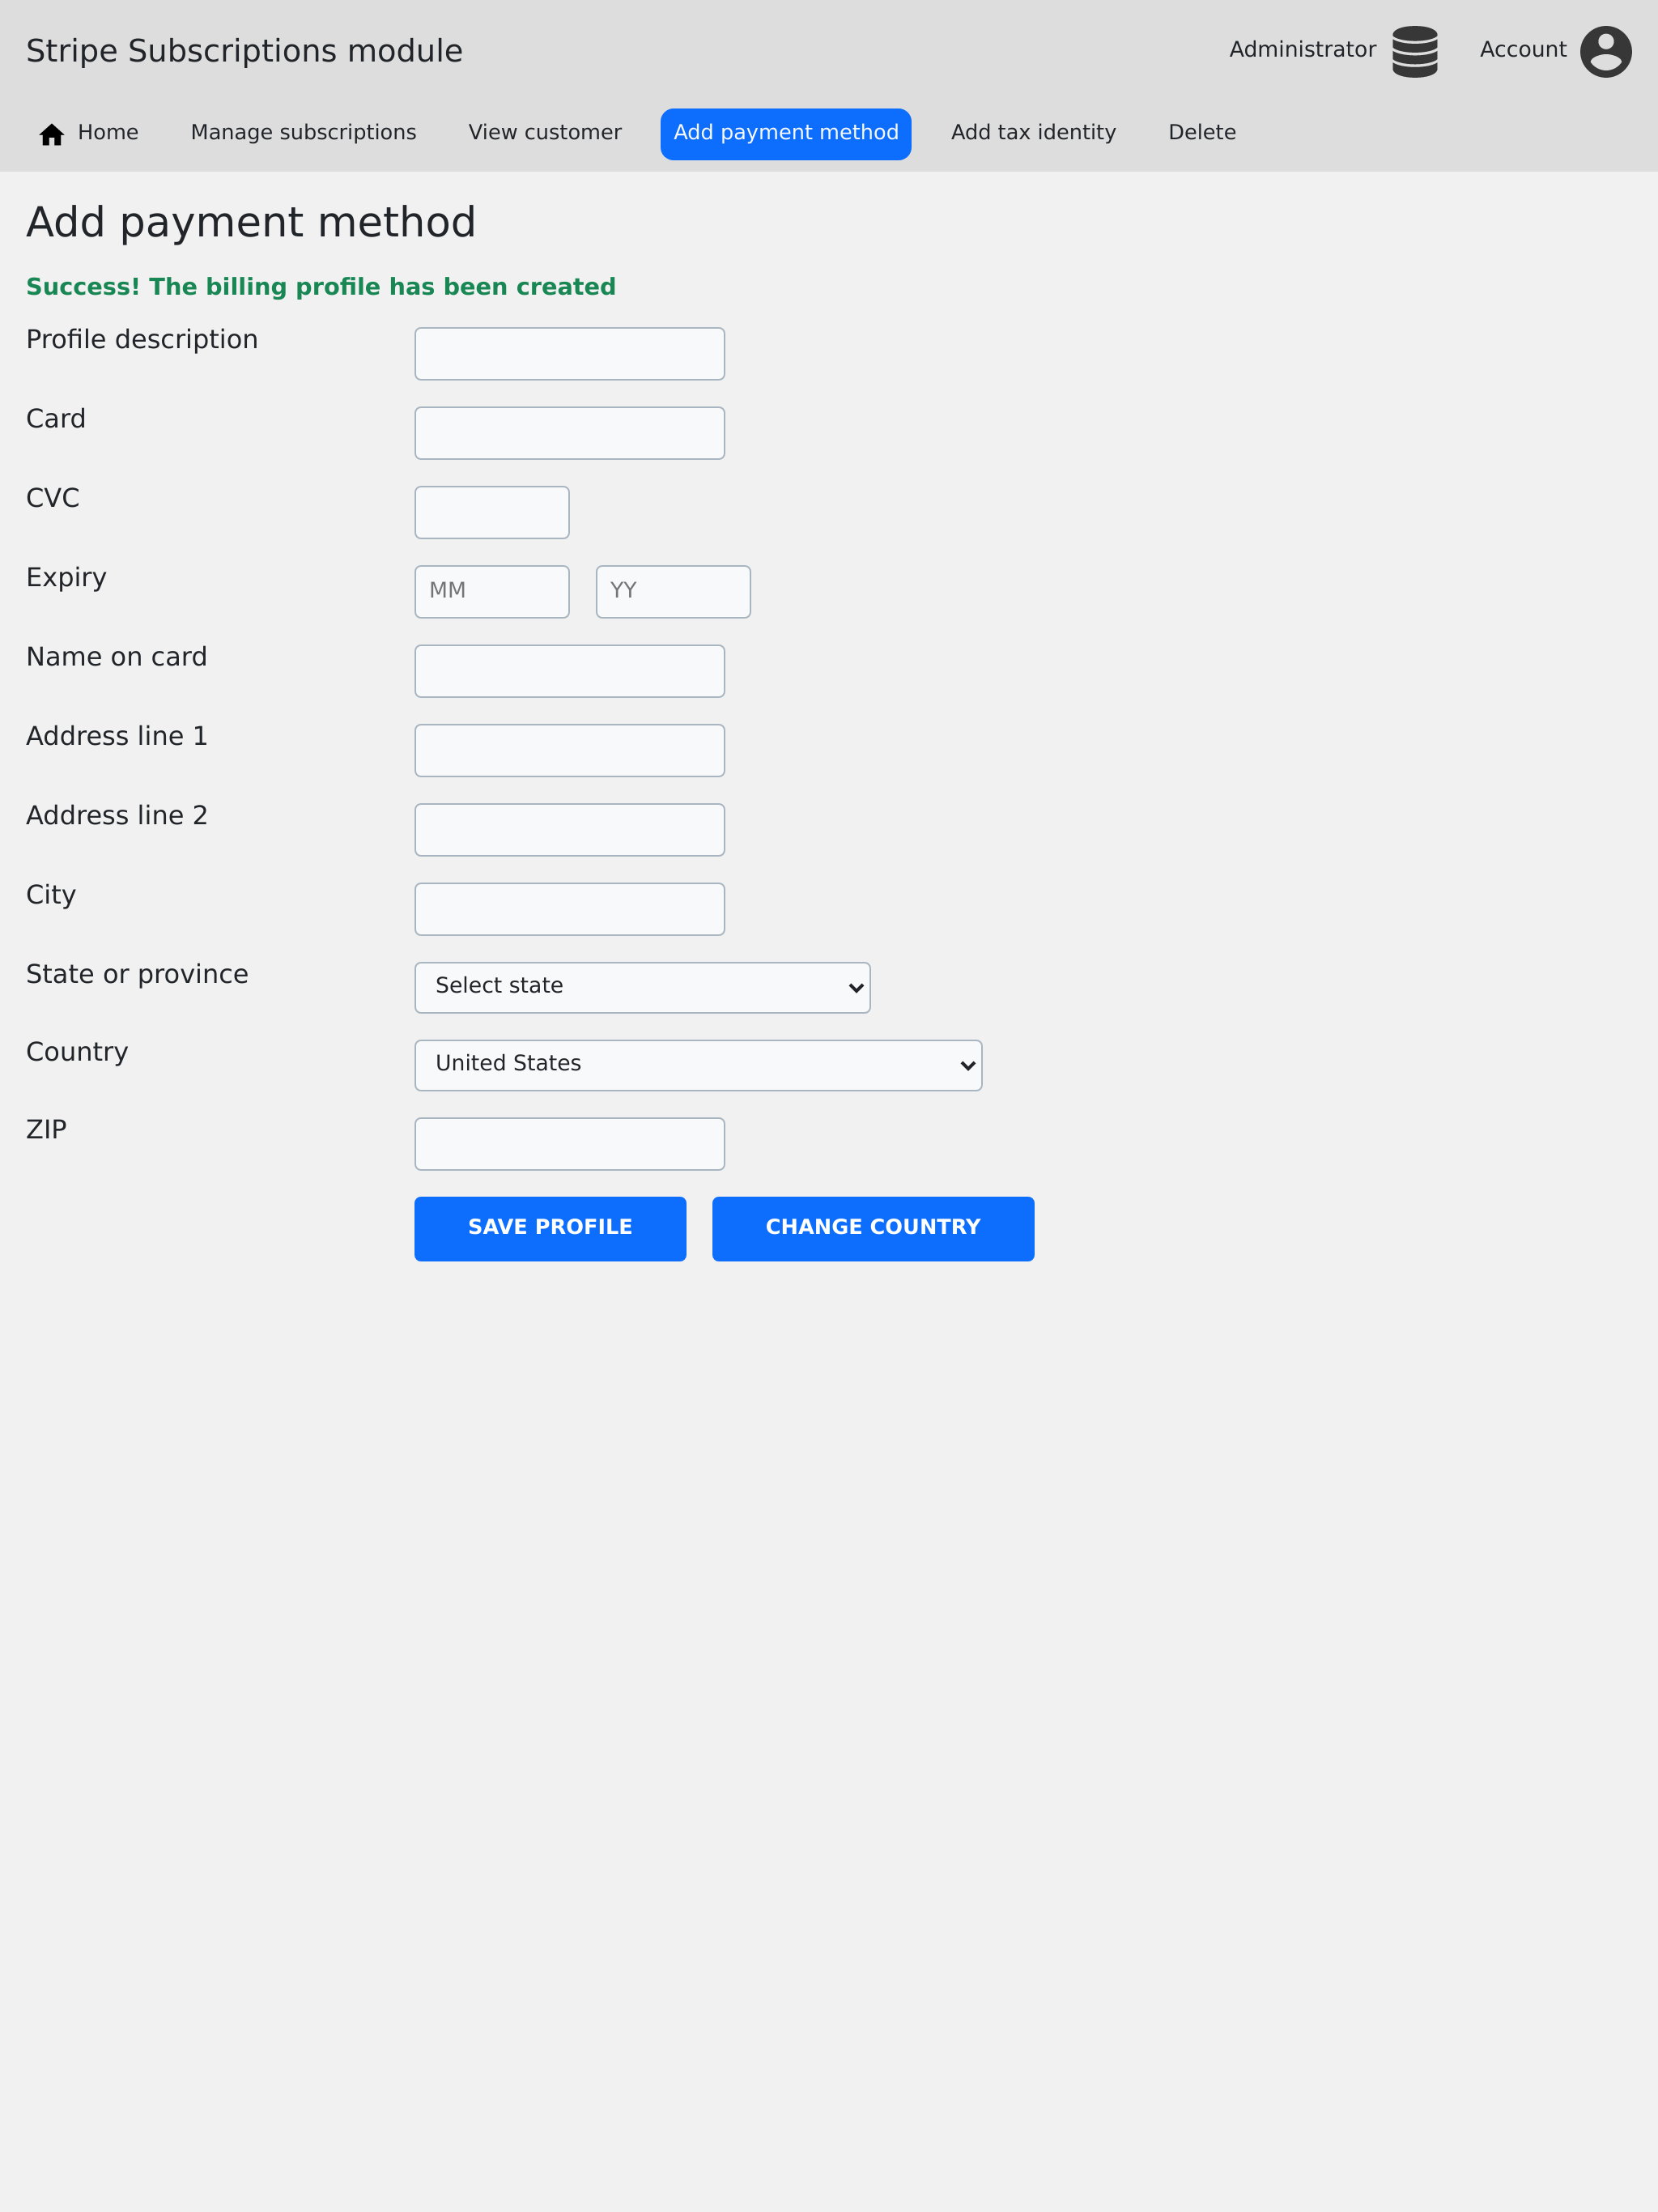 Stripe Subscriptions module
Administrator
Account
Home
Manage subscriptions
View customer
Add payment method
Add tax identity
Delete
Add payment method
Success! The billing profile has been created
Profile description
Card
CVC
Expiry
MM
YY
Name on card
Address line 1
Address line 2
City
State or province
Select state
Country
United States
ZIP
SAVE PROFILE
CHANGE COUNTRY